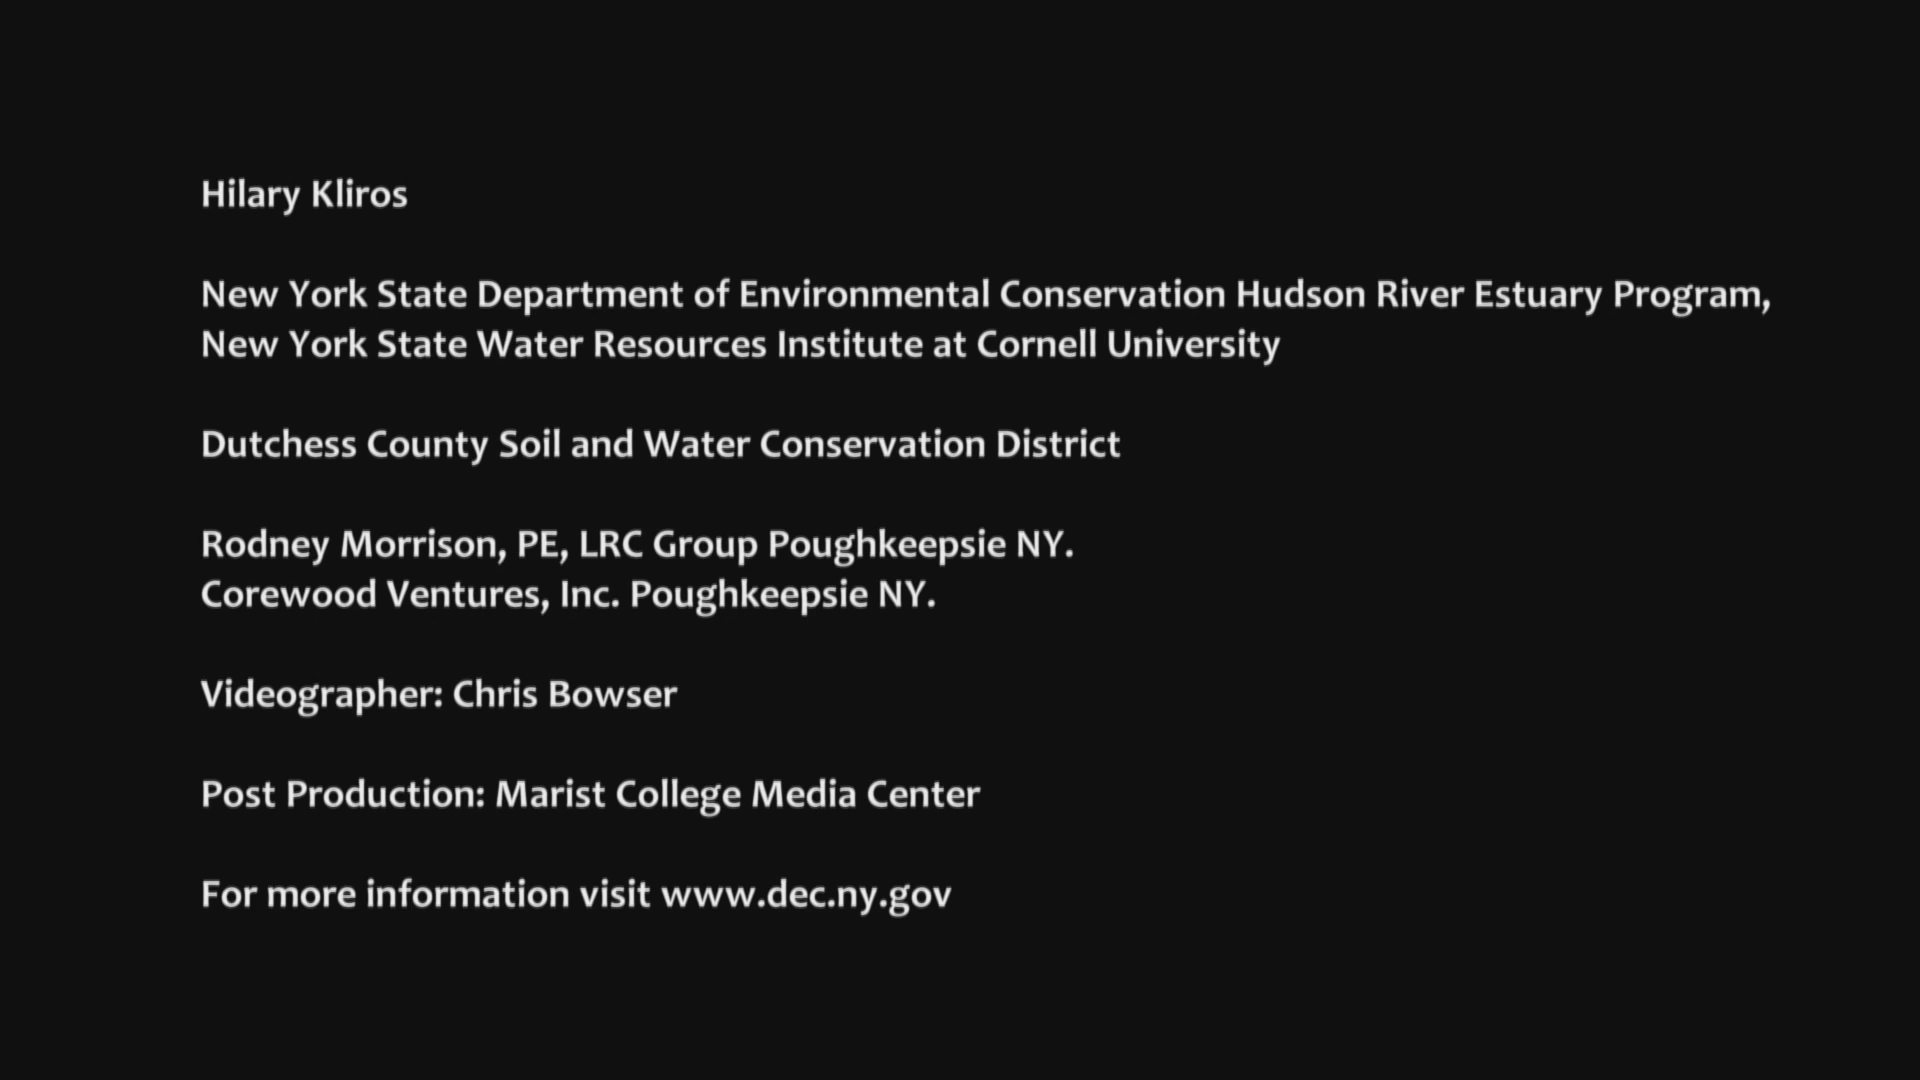 Hilary Kliros
New York State Department of Environmental Conservation Hudson River Estuary Program,
New York State Water Resources Institute at Cornell University
Dutchess County Soil and Water Conservation District
Rodney Morrison, PE, LRC Group Poughkeepsie NY.
Corewood Ventures, Inc. Poughkeepsie NY.
Videographer: Chris Bowser
Post Production: Marist College Media Center
For more information visit www.dec.ny.gov